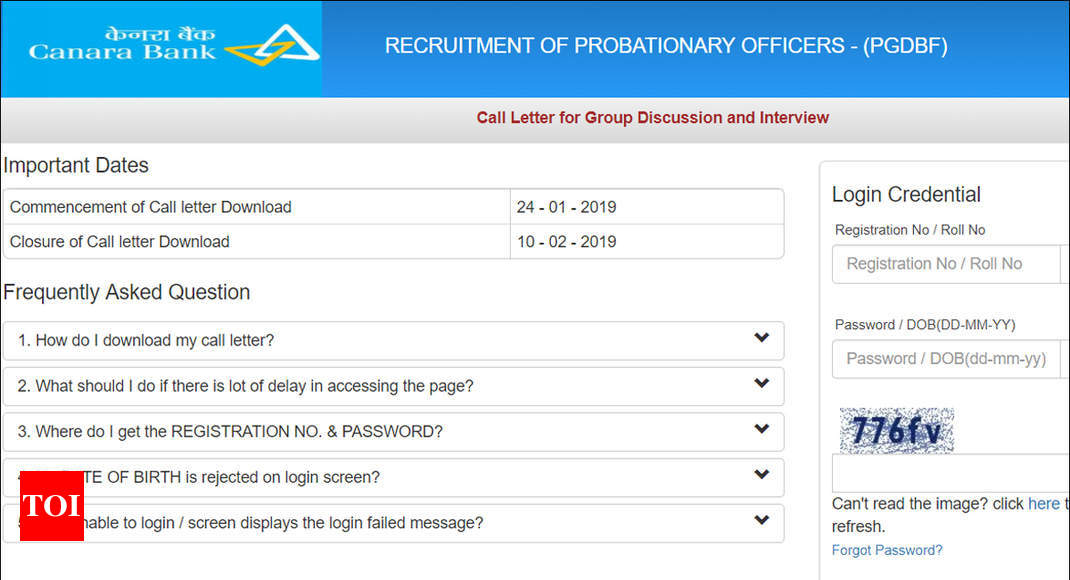 केनरा बैंक
Canara Bank
RECRUITMENT OF PROBATIONARY OFFICERS - (PGDBF)
Call Letter for Group Discussion and Interview
Important Dates
Commencement of Call letter Download 24 - 01 - 2019
Closure of Call letter Download 10 - 02 - 2019
Frequently Asked Question
1. How do I download my call letter?
2. What should I do if there is lot of delay in accessing the page?
3. Where do I get the REGISTRATION NO. & PASSWORD?
OF BIRTH is rejected on login screen?
to login / screen displays the login failed message?
TOI
Login Credential
Registration No / Roll No
Registration No / Roll No
Password / DOB(DD-MM-YY)
Password / DOB(dd-mm-yy)
776fv
Can't read the image? click here
refresh.
Forgot Password?